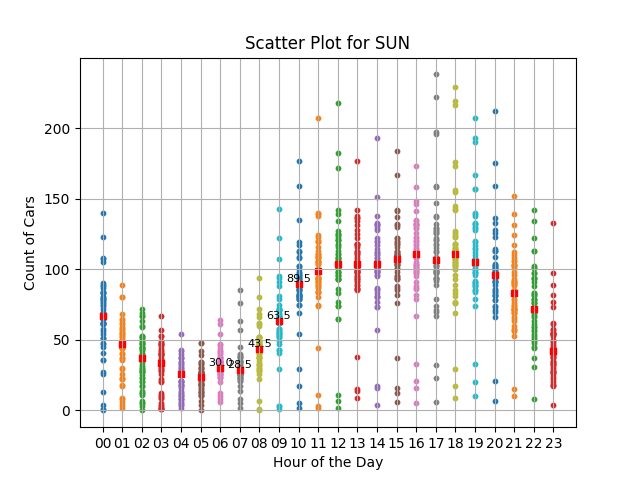 Scatter Plot for SUN
Count of Cars
200
150
100
50
0
89.5
63.5
43.5
30.0
28.5
00 01 02 03 04 05 06 07 08 09 10 11 12 13 14 15 16 17 18 19 20 21 22 23
Hour of the Day